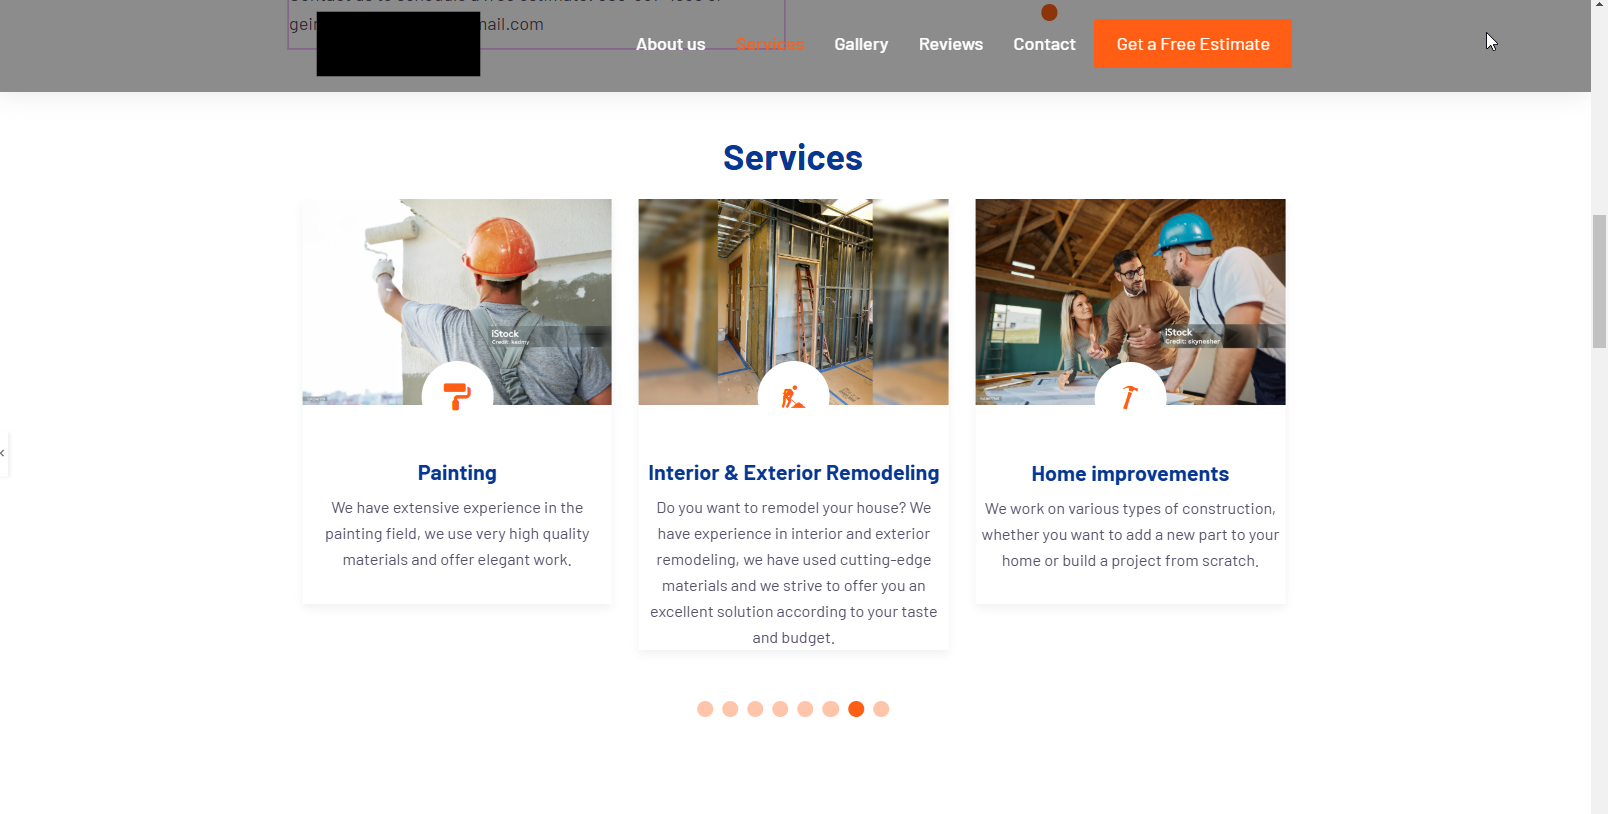 mail.com
About us
Services
Gallery
Reviews
Contact
Get a Free Estimate
Services
iStock
Credit: kadmy
iStock
Credit: skynesher
Painting
We have extensive experience in the
painting field, we use very high quality
materials and offer elegant work.
Interior & Exterior Remodeling
Do you want to remodel your house? We
have experience in interior and exterior
remodeling, we have used cutting-edge
materials and we strive to offer you an
excellent solution according to your taste
and budget.
Home improvements
We work on various types of construction,
whether you want to add a new part to your
home or build a project from scratch.